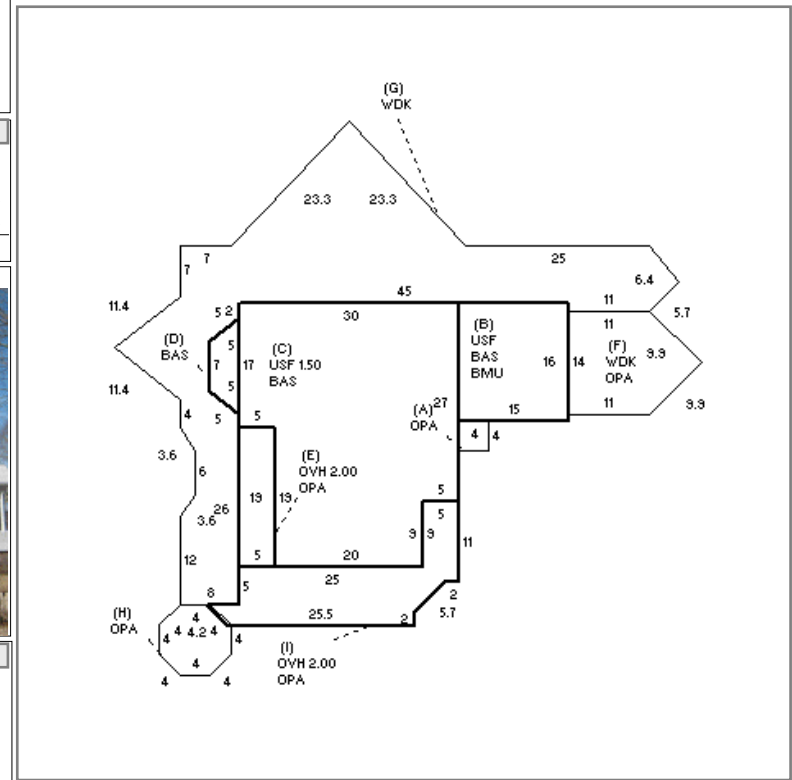 (G)
WDK
23.3 23.3
7 25
7 6.4
45 11
11.4 5 2 30 5.7
(D)
BAS
5
7
5
17
(C)
USF 1.50
BAS
(B)
USF
BAS
BMU
16 14
11
(F)
WDK
OPA
9.9
11.4
4 5 5
(A)
OPA
27
15
11
9.9
4 4
3.6 6
(E)
OVH 2.00
OPA
19 19
5
5
3.6 26
9 9
11
12
5 20
25
5
8 2
5.7
(H)
OPA
4
4 4 4.2 4 4
25.5 2
(I)
OVH 2.00
OPA
4
4 4